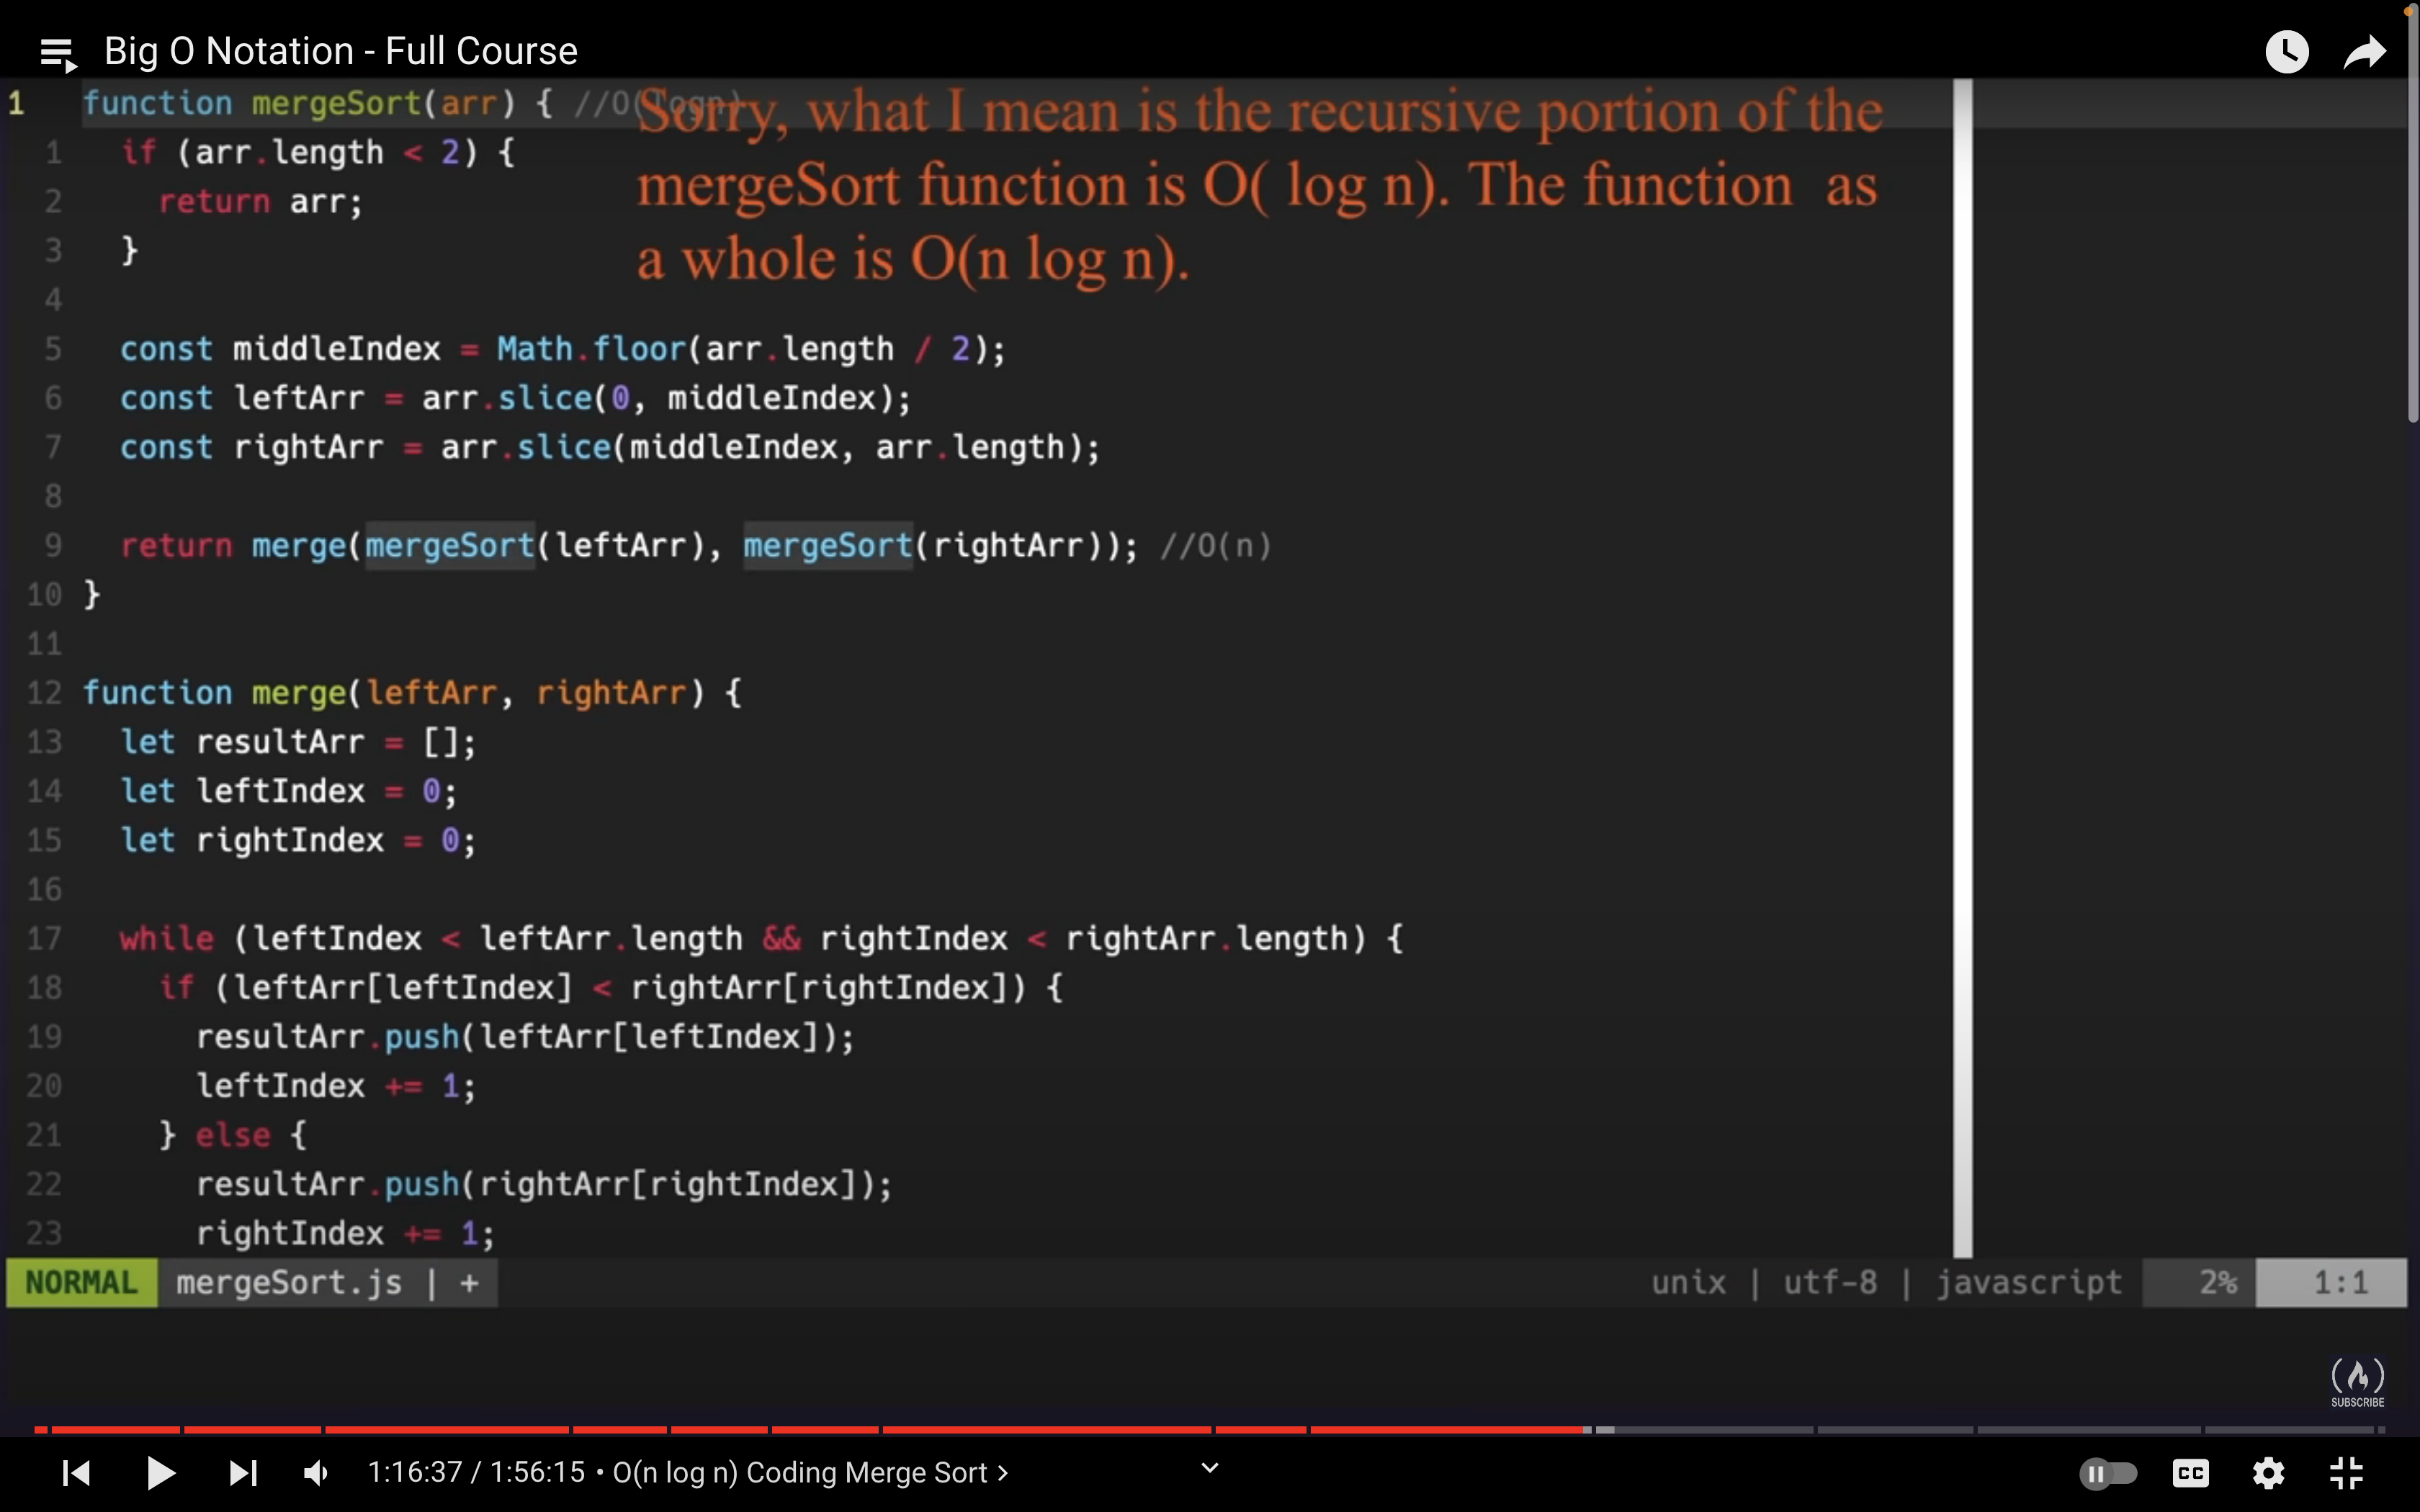 Big O Notation - Full Course
1 function mergeSort(arr) { //O(logn)
Sorry, what I mean is the recursive portion of the
mergeSort function is O( log n). The function as
a whole is O(n log n).
1 if (arr.length < 2) {
2 return arr;
3 }
4
5 const middleIndex = Math.floor(arr.length / 2);
6 const leftArr = arr.slice(0, middleIndex);
7 const rightArr = arr.slice(middleIndex, arr.length);
8
9 return merge(mergeSort(leftArr), mergeSort(rightArr)); //O(n)
10 }
11
12 function merge(leftArr, rightArr) {
13 let resultArr = [];
14 let leftIndex = 0;
15 let rightIndex = 0;
16
17 while (leftIndex < leftArr.length && rightIndex < rightArr.length) {
18 if (leftArr[leftIndex] < rightArr[rightIndex]) {
19 resultArr.push(leftArr[leftIndex]);
20 leftIndex += 1;
21 } else {
22 resultArr.push(rightArr[rightIndex]);
23 rightIndex += 1;
NORMAL mergeSort.js | + unix | utf-8 | javascript 2% 1:1
SUBSCRIBE
1:16:37 / 1:56:15 • O(n log n) Coding Merge Sort >
CC